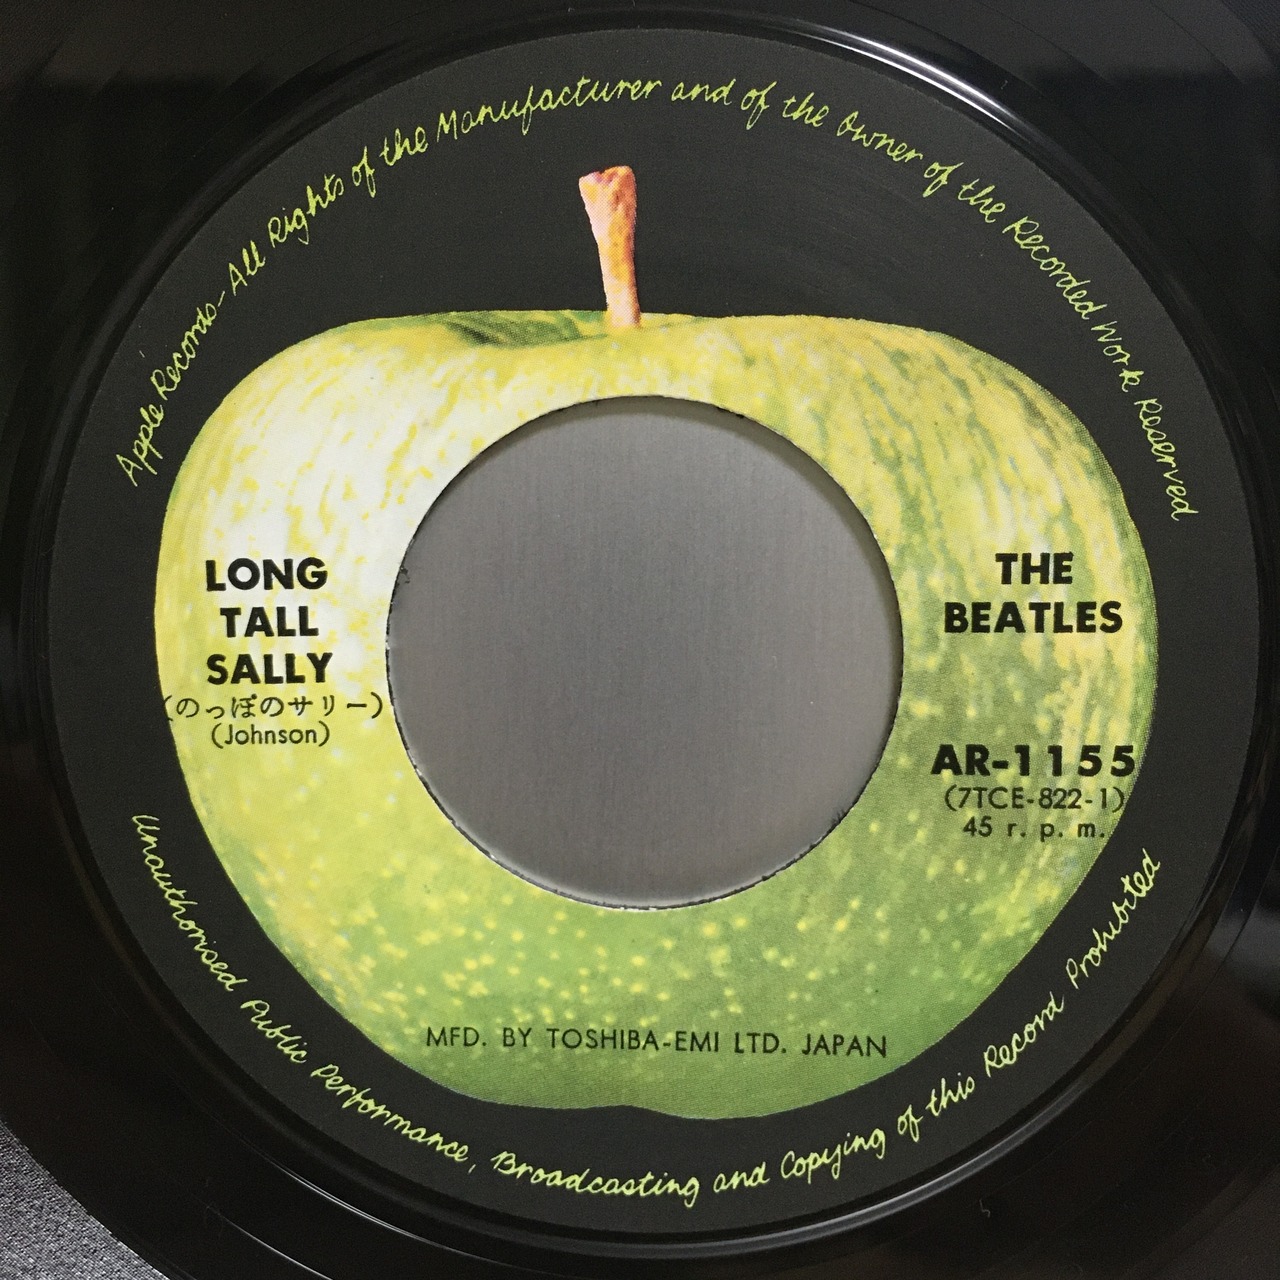 Apple Records - All Rights of the Manufacturer and of the Owner of the Recorded Work Reserved
LONG
TALL
SALLY
(のっぽのサリー)
(Johnson)
THE
BEATLES
AR-1155
(7TCE-822-1)
45 r. p. m.
MFD. BY TOSHIBA-EMI LTD. JAPAN
Unauthorised Public Performance, Broadcasting and Copying of this Record Prohibited